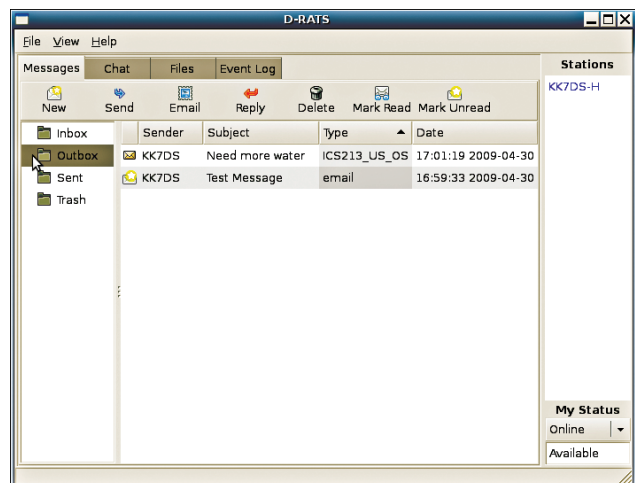 D-RATS
File View Help
Messages Chat Files Event Log
Stations
KK7DS-H
New Send Email Reply Delete Mark Read Mark Unread
Inbox
Outbox
Sent
Trash
Sender Subject Type Date
KK7DS Need more water ICS213_US_OS 17:01:19 2009-04-30
KK7DS Test Message email 16:59:33 2009-04-30
My Status
Online
Available